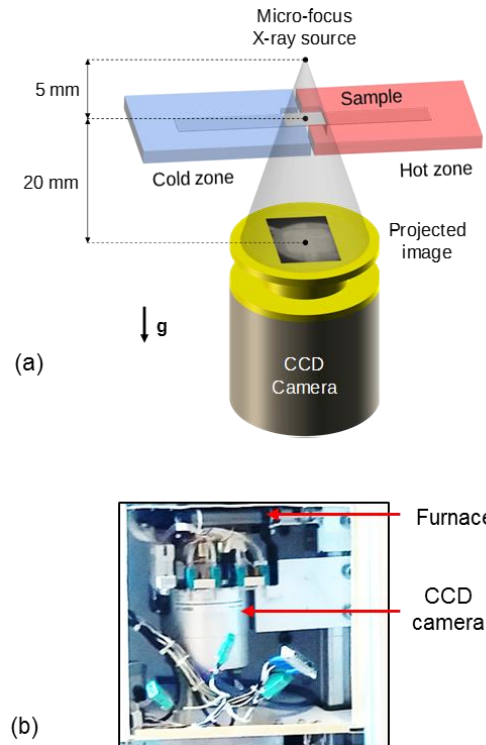 Micro-focus
X-ray source
5 mm
Sample
Cold zone
Hot zone
20 mm
Projected
image
g
CCD
Camera
(a)
Furnace
CCD
camera
(b)